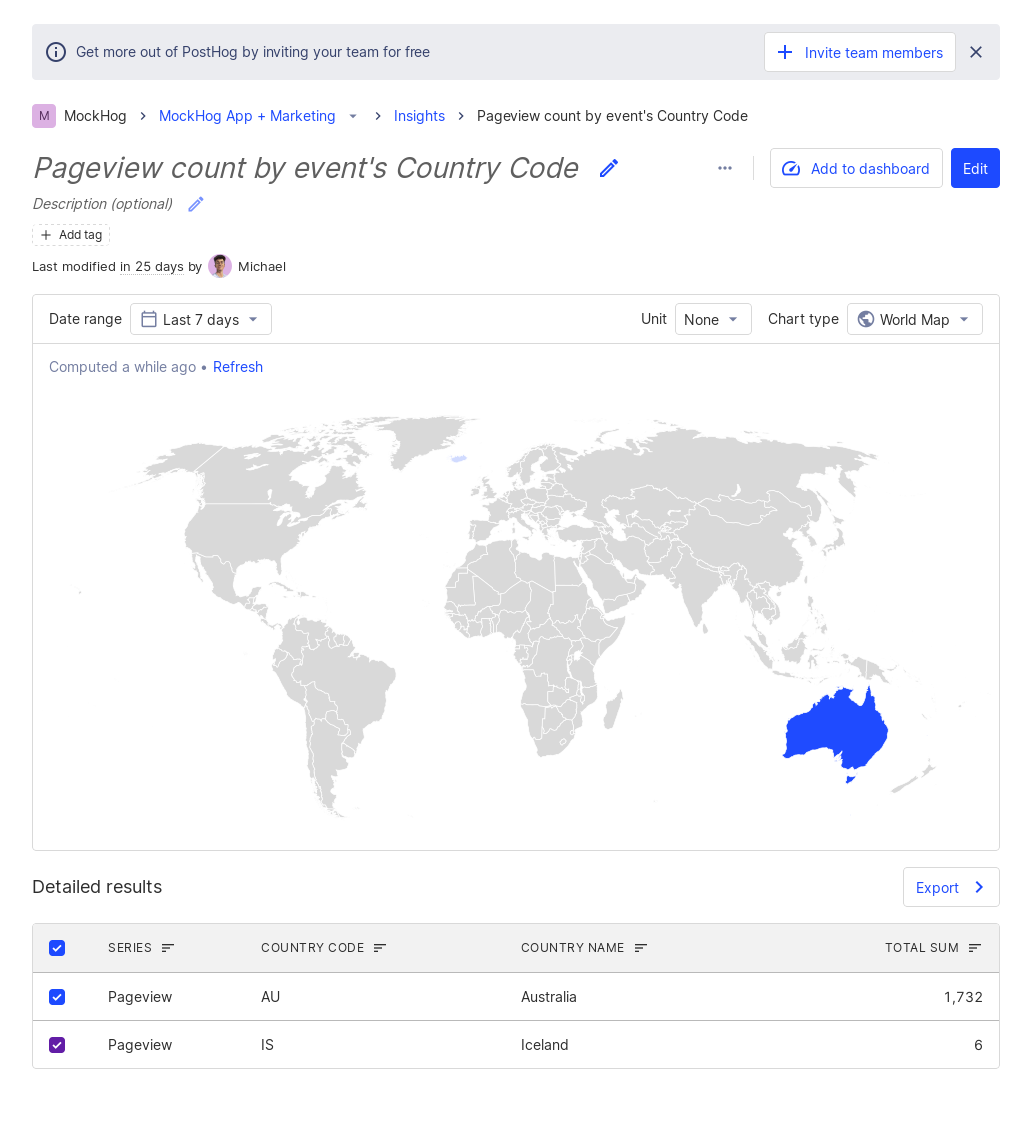 Get more out of PostHog by inviting your team for free
Invite team members
M MockHog MockHog App + Marketing Insights Pageview count by event's Country Code
Pageview count by event's Country Code
Add to dashboard
Edit
Description (optional)
Add tag
Last modified in 25 days by Michael
Date range Last 7 days Unit None Chart type World Map
Computed a while ago • Refresh
Detailed results
Export
SERIES COUNTRY CODE COUNTRY NAME TOTAL SUM
Pageview AU Australia 1,732
Pageview IS Iceland 6